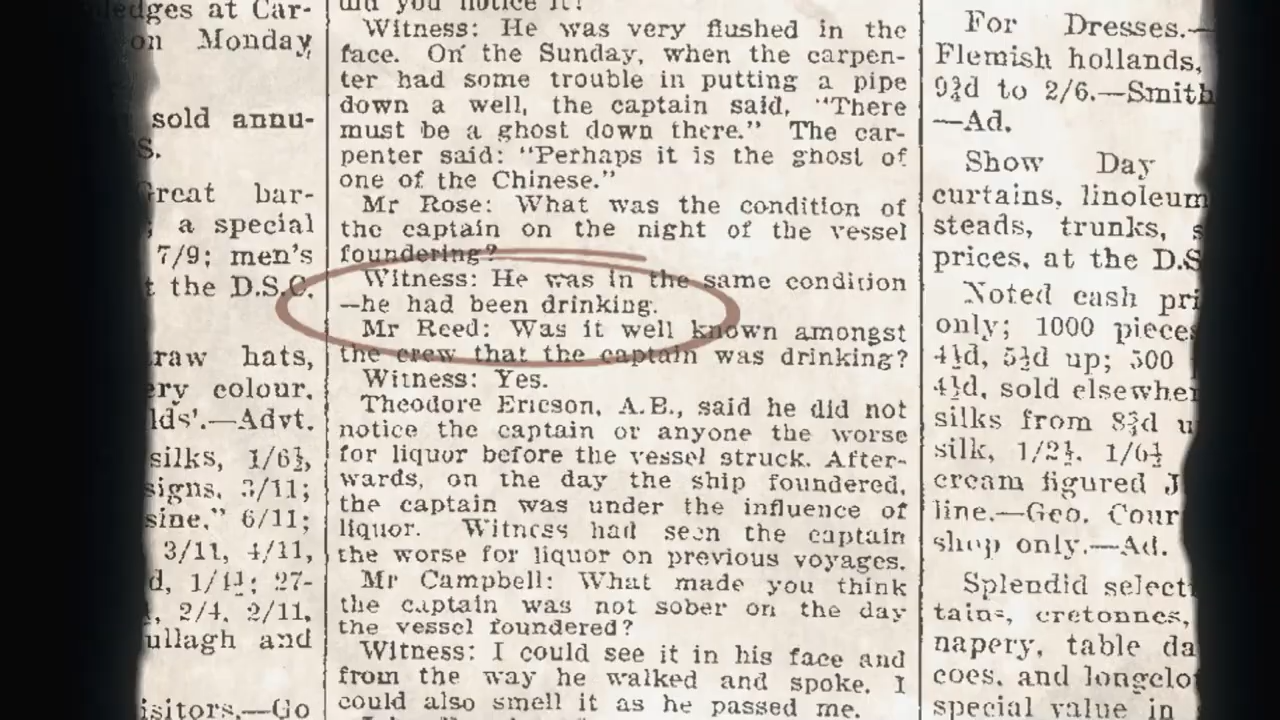 ledges at Car-
on Monday,
sold annu-
Great bar-
; a special
7/9; men's
t the D.S.C.
raw hats,
ery colour.
lds'.—Advt.
silks, 1/6½,
signs, 3/11;
sine," 6/11;
3/11, 4/11,
27-
2/4, 2/11,
ullagh and
isitors.—Go
did you notice it?
Witness: He was very flushed in the
face. On the Sunday, when the carpen-
ter had some trouble in putting a pipe
down a well, the captain said, "There
must be a ghost down there." The car-
penter said: "Perhaps it is the ghost of
one of the Chinese."
Mr Rose: What was the condition of
the captain on the night of the vessel
foundering?
Witness: He was in the same condition
—he had been drinking.
Mr Reed: Was it well known amongst
the crew that the captain was drinking?
Witness: Yes.
Theodore Ericson, A.B., said he did not
notice the captain or anyone the worse
for liquor before the vessel struck. After-
wards, on the day the ship foundered,
the captain was under the influence of
liquor. Witness had seen the captain
the worse for liquor on previous voyages.
Mr Campbell: What made you think
the captain was not sober on the day
the vessel foundered?
Witness: I could see it in his face and
from the way he walked and spoke. I
could also smell it as he passed me.
For Dresses.—
Flemish hollands,
9¾d to 2/6.—Smith
—Ad.
Show Day
curtains, linoleum
steads, trunks, s
prices, at the D.S
Noted cash pri
only; 1000 pieces
4½d, 5½d up; 500
4½d, sold elsewher
silks from 8¾d u
silk, 1/2½, 1/6½
cream figured J
line.—Geo. Cour
shop only.—Ad.
Splendid selecti
tains, cretonnes,
napery, table da
coes, and longclo
special value in